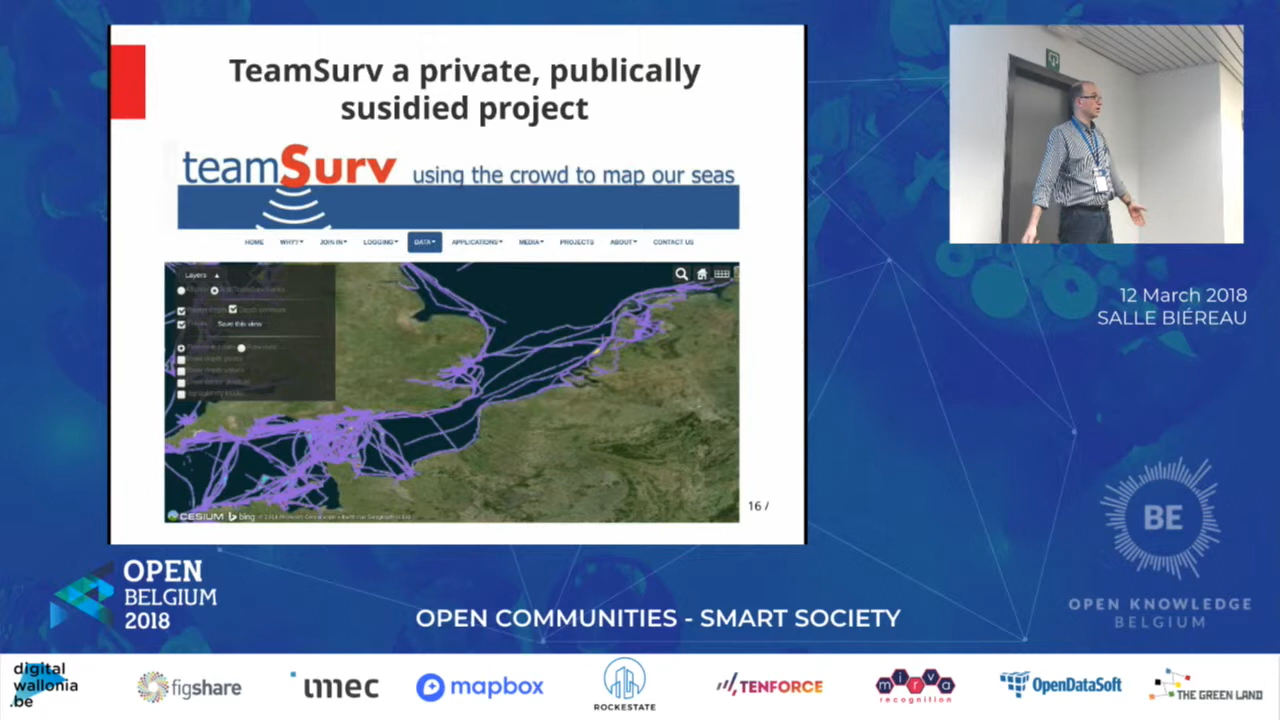 TeamSurv a private, publically
susidied project
teamSurv using the crowd to map our seas
HOME WHY? JOIN IN LOGGING DATA APPLICATIONS MEDIA PROJECTS ABOUT CONTACT US
Layers
Save this view
CESIUM bing
16 /
12 March 2018
SALLE BIÉREAU
BE
OPEN KNOWLEDGE
BELGIUM
OPEN
BELGIUM
2018
OPEN COMMUNITIES - SMART SOCIETY
digital
wallonia
.be
figshare
imec
mapbox
ROCKESTATE
TENFORCE
mirva
recognition
OpenDataSoft
THE GREEN LAND